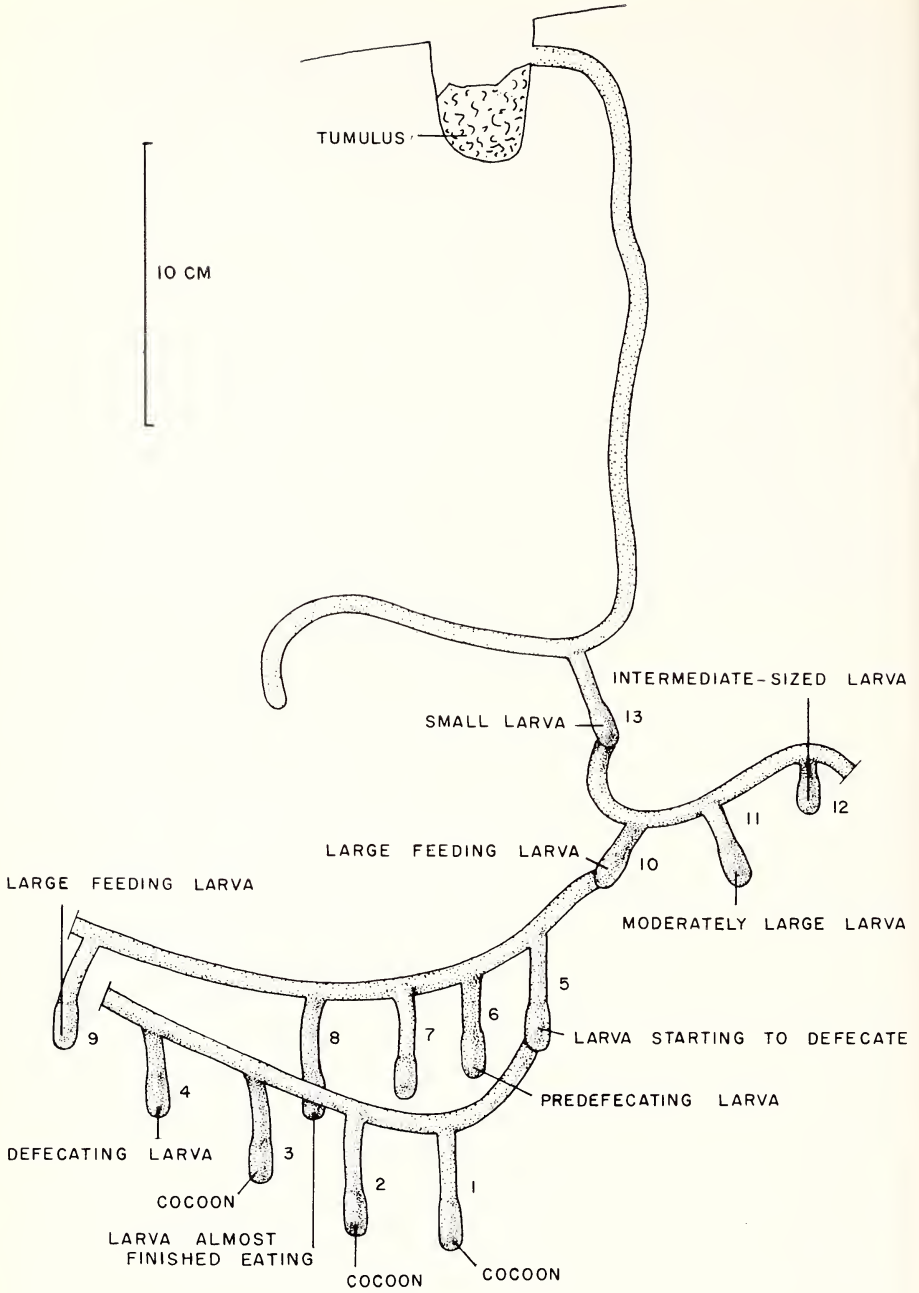 TUMULUS
10 CM
INTERMEDIATE-SIZED LARVA
SMALL LARVA
13
12
11
LARGE FEEDING LARVA
10
LARGE FEEDING LARVA
MODERATELY LARGE LARVA
5
6
7
8
9
LARVA STARTING TO DEFECATE
4
PREDEFECATING LARVA
DEFECATING LARVA
3
2
1
COCOON
LARVA ALMOST
FINISHED EATING
COCOON
COCOON